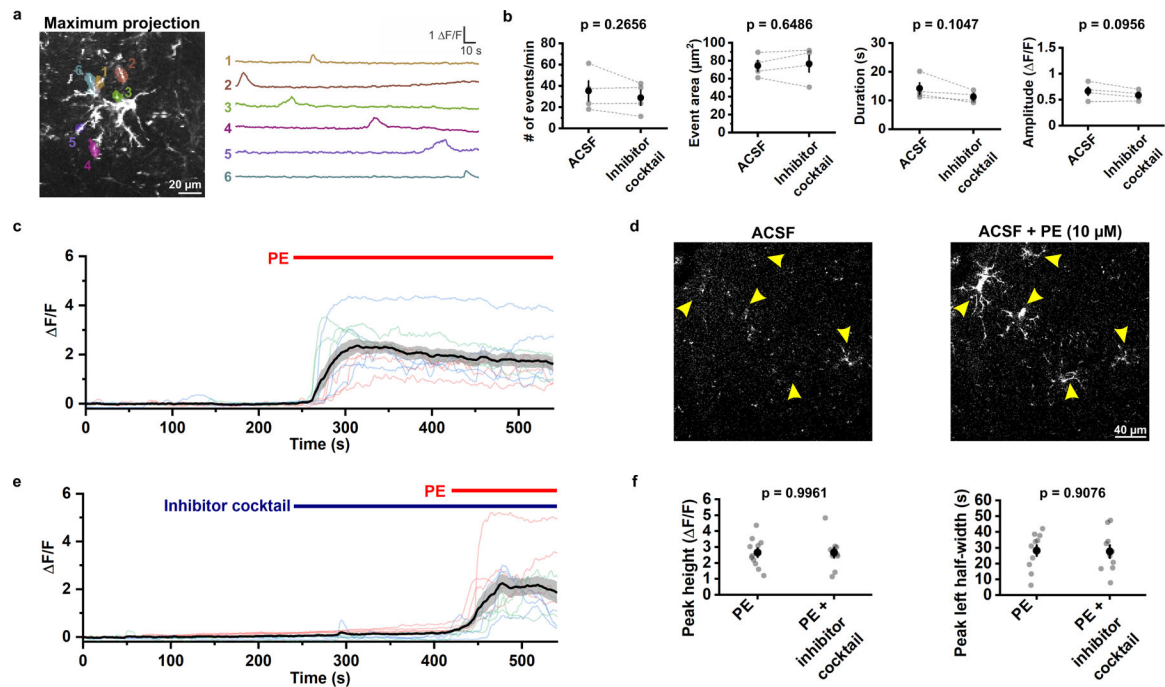 a
Maximum projection
6
1
2
3
5
4
20 μm
1 ΔF/F
10 s
1
2
3
4
5
6
b
p = 0.2656
# of events/min
80
60
40
20
0
ACSF
Inhibitor
cocktail
p = 0.6486
Event area (μm²)
100
80
60
40
20
0
ACSF
Inhibitor
cocktail
p = 0.1047
Duration (s)
30
20
10
0
ACSF
Inhibitor
cocktail
p = 0.0956
Amplitude (ΔF/F)
1.5
1
0.5
0
ACSF
Inhibitor
cocktail
c
PE
ΔF/F
6
4
2
0
0 100 200 300 400 500
Time (s)
d
ACSF
ACSF + PE (10 μM)
40 μm
e
PE
Inhibitor cocktail
ΔF/F
6
4
2
0
0 100 200 300 400 500
Time (s)
f
p = 0.9961
Peak height (ΔF/F)
6
5
4
3
2
1
0
PE
PE +
inhibitor
cocktail
p = 0.9076
Peak left half-width (s)
60
50
40
30
20
10
0
PE
PE +
inhibitor
cocktail